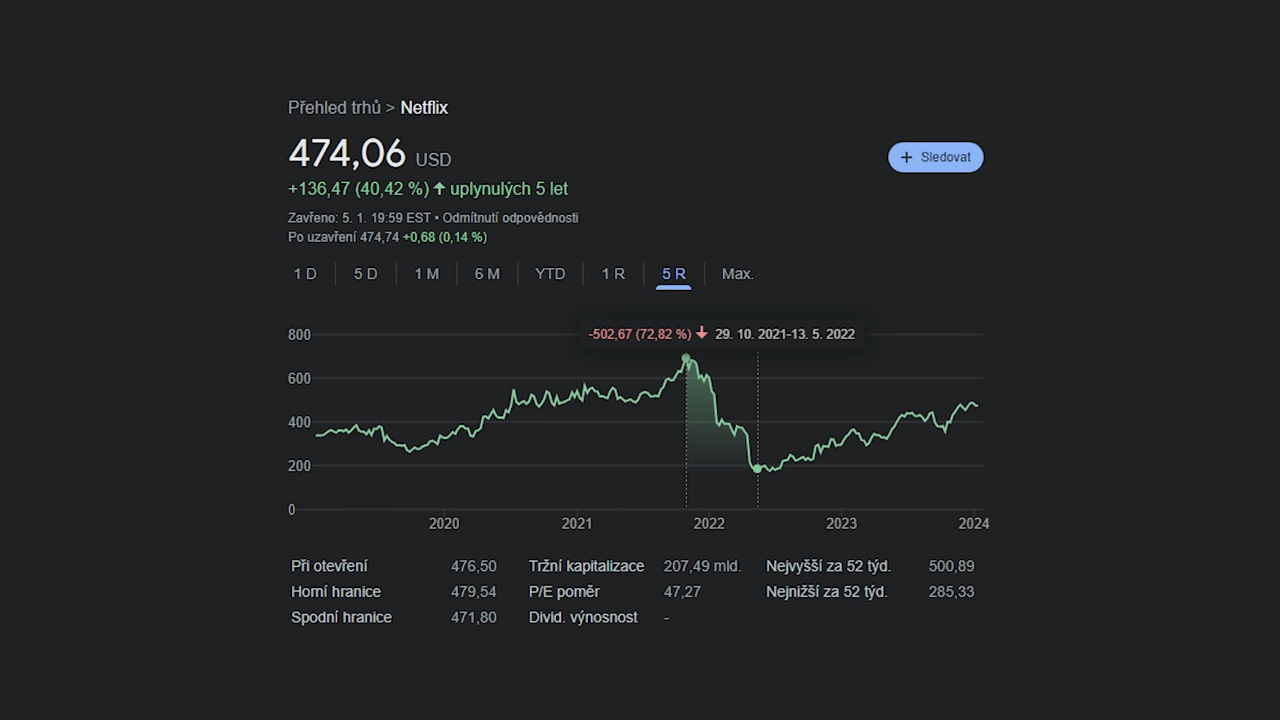 Přehled trhů > Netflix
474,06 USD
+ Sledovat
+136,47 (40,42 %) ↑ uplynulých 5 let
Zavřeno: 5. 1. 19:59 EST • Odmítnutí odpovědnosti
Po uzavření 474,74 +0,68 (0,14 %)
1 D 5 D 1 M 6 M YTD 1 R 5 R Max.
-502,67 (72,82 %) ↓ 29. 10. 2021-13. 5. 2022
800
600
400
200
0
2020 2021 2022 2023 2024
Při otevření 476,50 Tržní kapitalizace 207,49 mld. Nejvyšší za 52 týd. 500,89
Horní hranice 479,54 P/E poměr 47,27 Nejnižší za 52 týd. 285,33
Spodní hranice 471,80 Divid. výnosnost -